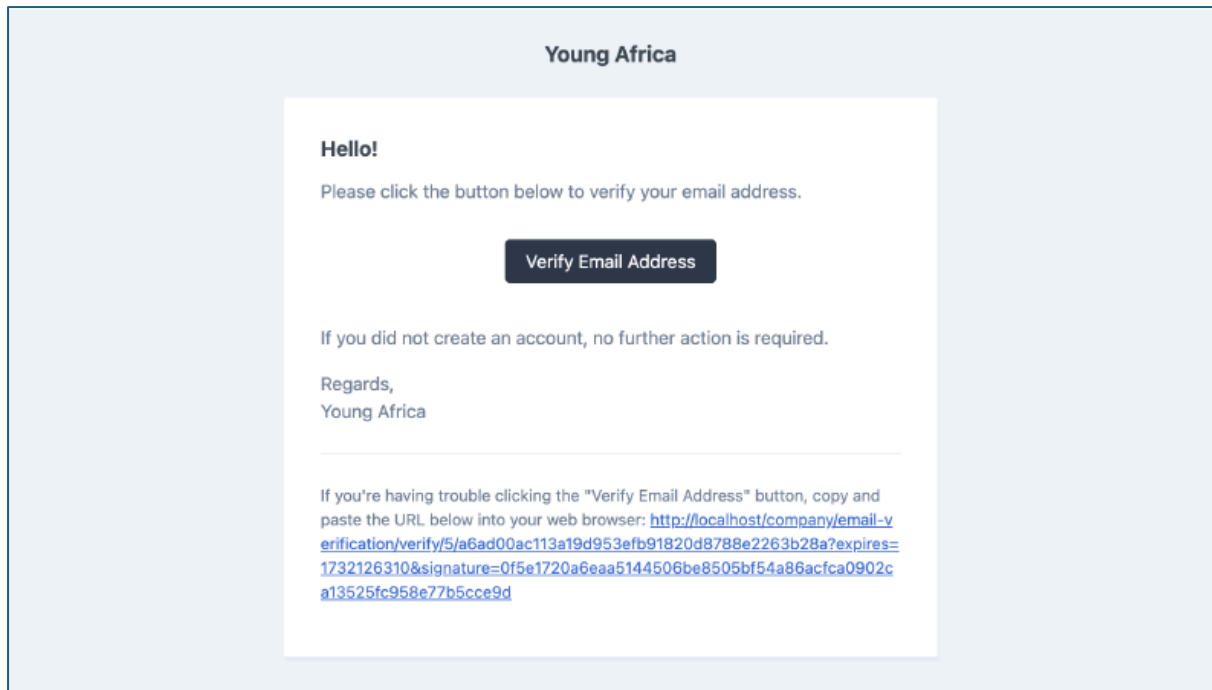 Young Africa
Hello!
Please click the button below to verify your email address.
Verify Email Address
If you did not create an account, no further action is required.
Regards,
Young Africa
If you're having trouble clicking the "Verify Email Address" button, copy and
paste the URL below into your web browser: http://localhost/company/email-v
erification/verify/5/a6ad00ac113a19d953efb91820d8788e2263b28a?expires=
1732126310&signature=0f5e1720a6eaa5144506be8505bf54a86acfca0902c
a13525fc958e77b5cce9d